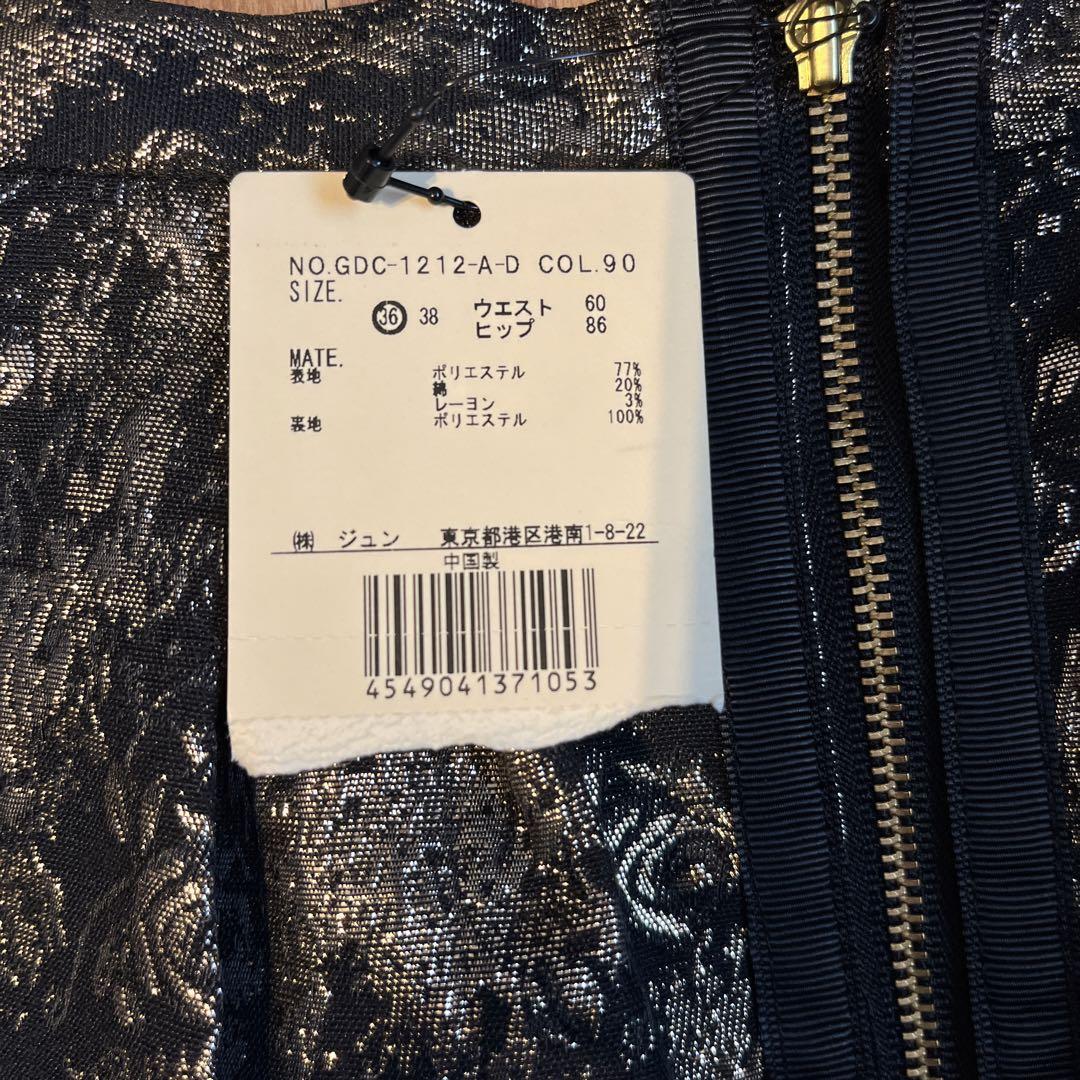 NO.GDC-1212-A-D COL.90
SIZE.
36 38 ウエスト 60
ヒップ 86
MATE.
表地 ポリエステル 77%
綿 20%
レーヨン 3%
裏地 ポリエステル 100%
㈱ ジュン 東京都港区港南1-8-22
中国製
4549041371053